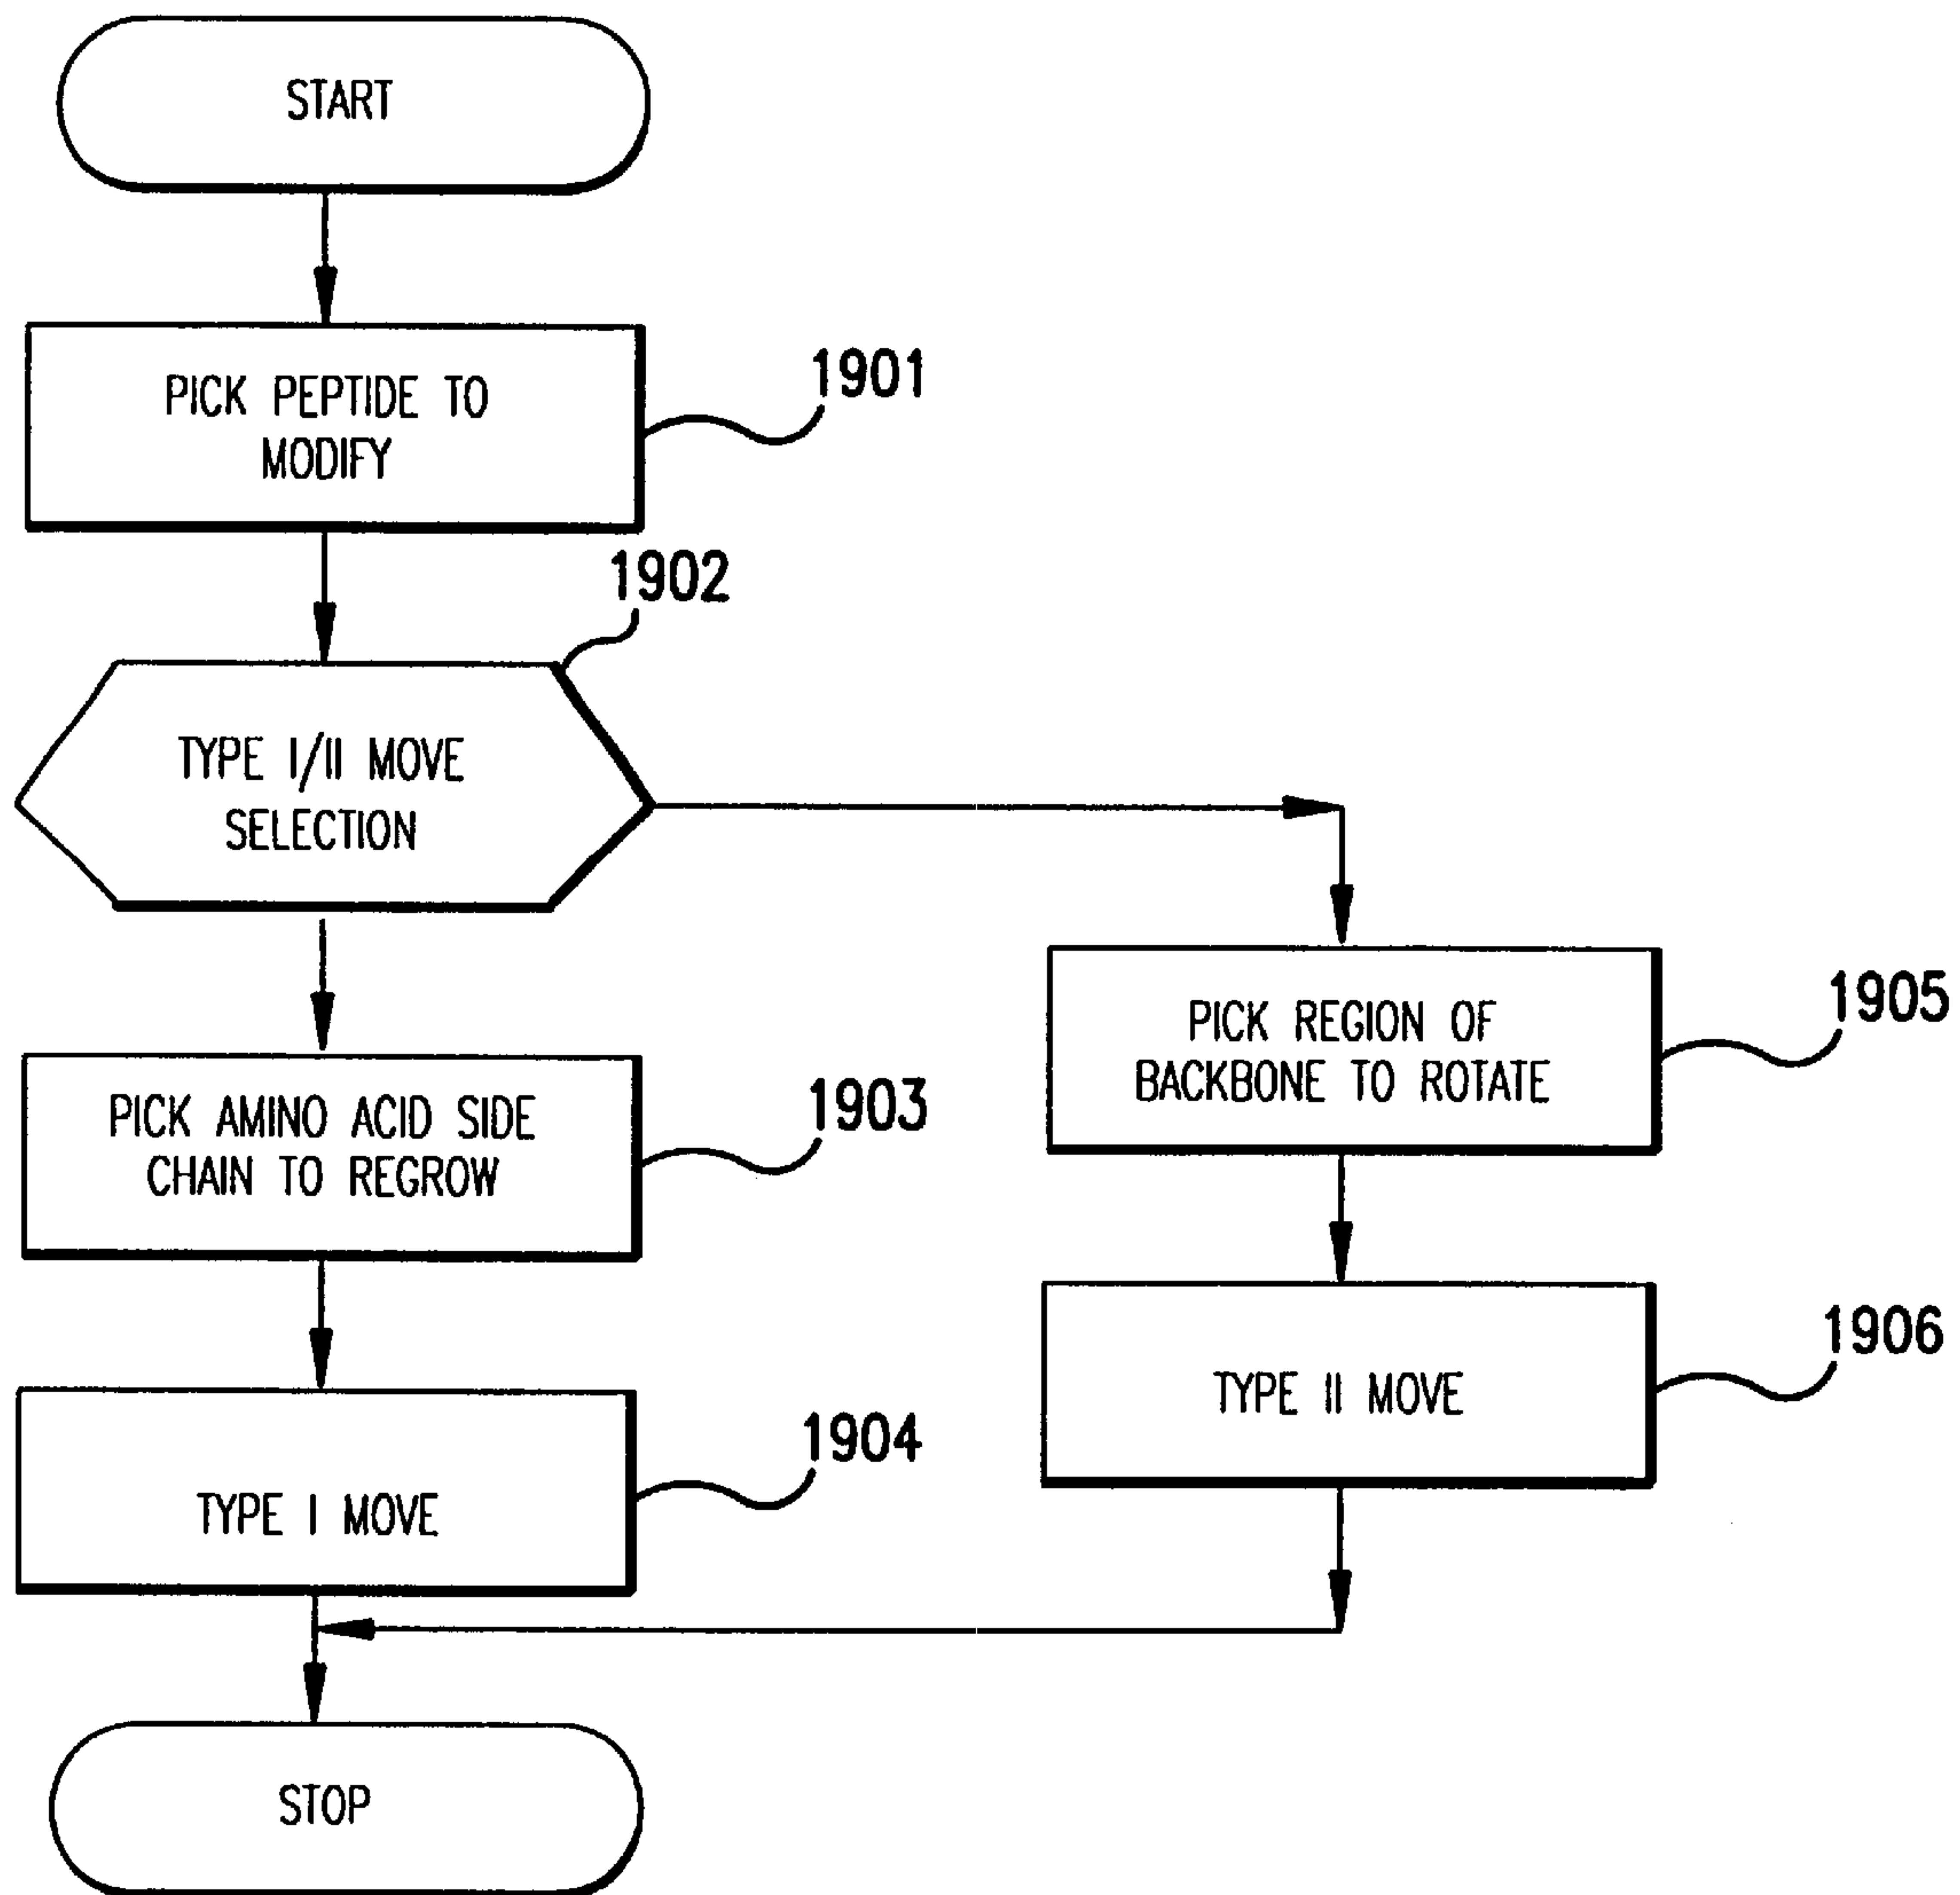 START
PICK PEPTIDE TO
MODIFY
1901
1902
TYPE I/II MOVE
SELECTION
PICK AMINO ACID SIDE
CHAIN TO REGROW
1903
TYPE I MOVE
1904
PICK REGION OF
BACKBONE TO ROTATE
1905
TYPE II MOVE
1906
STOP